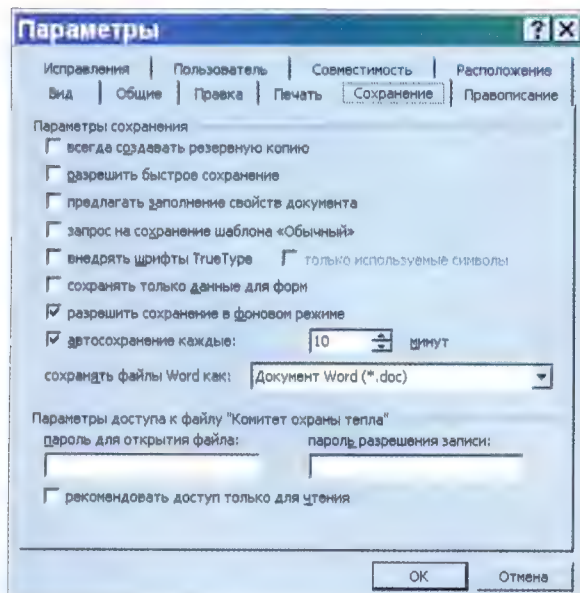 Параметры
Исправления Пользователь Совместимость Расположение
Вид Общие Правка Печать Сохранение Правописание
Параметры сохранения
всегда создавать резервную копию
разрешить быстрое сохранение
предлагать заполнение свойств документа
запрос на сохранение шаблона «Обычный»
внедрять шрифты TrueType только используемые символы
сохранять только данные для форм
разрешить сохранение в фоновом режиме
автосохранение каждые: 10 минут
сохранять файлы Word как: Документ Word (*.doc)
Параметры доступа к файлу "Комитет охраны тепла"
пароль для открытия файла: пароль разрешения записи:
рекомендовать доступ только для чтения
OK Отмена